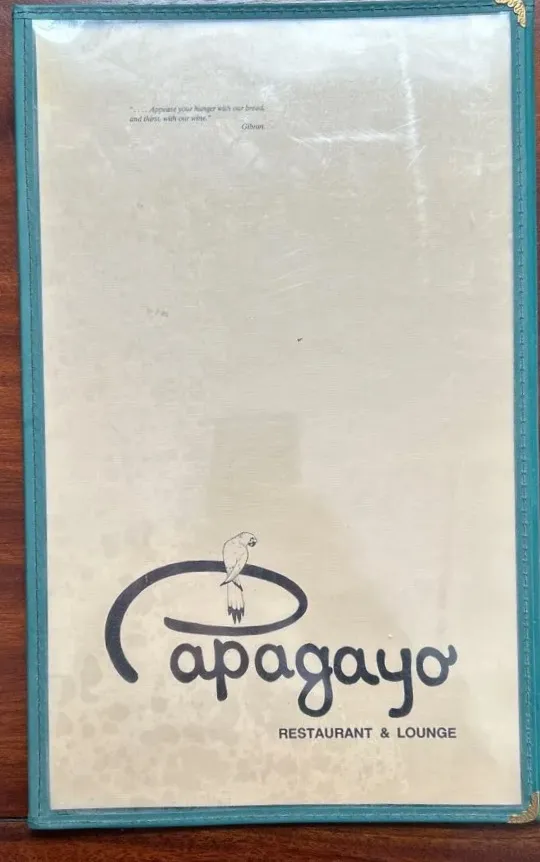 "....Appease your hunger with our bread,
and thirst, with our wine."
Gibran.
Papagayo
RESTAURANT & LOUNGE